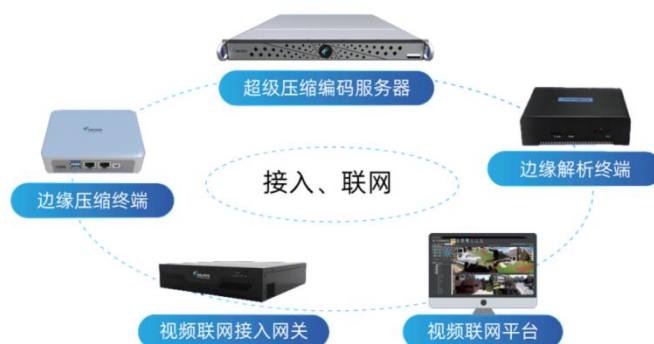 超级压缩编码服务器
边缘压缩终端
边缘解析终端
接入、联网
视频联网接入网关
视频联网平台